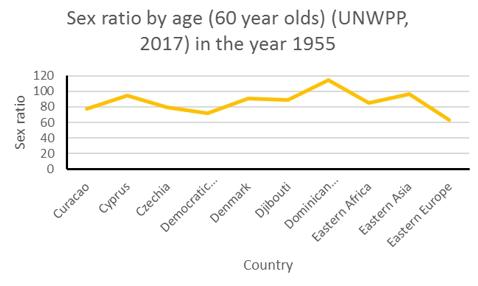 Sex ratio by age (60 year olds) (UNWPP,
2017) in the year 1955
120
100
80
60
40
20
0
Sex ratio
Curacao
Cyprus
Czechia
Democratic...
Denmark
Djibouti
Dominican...
Eastern Africa
Eastern Asia
Eastern Europe
Country